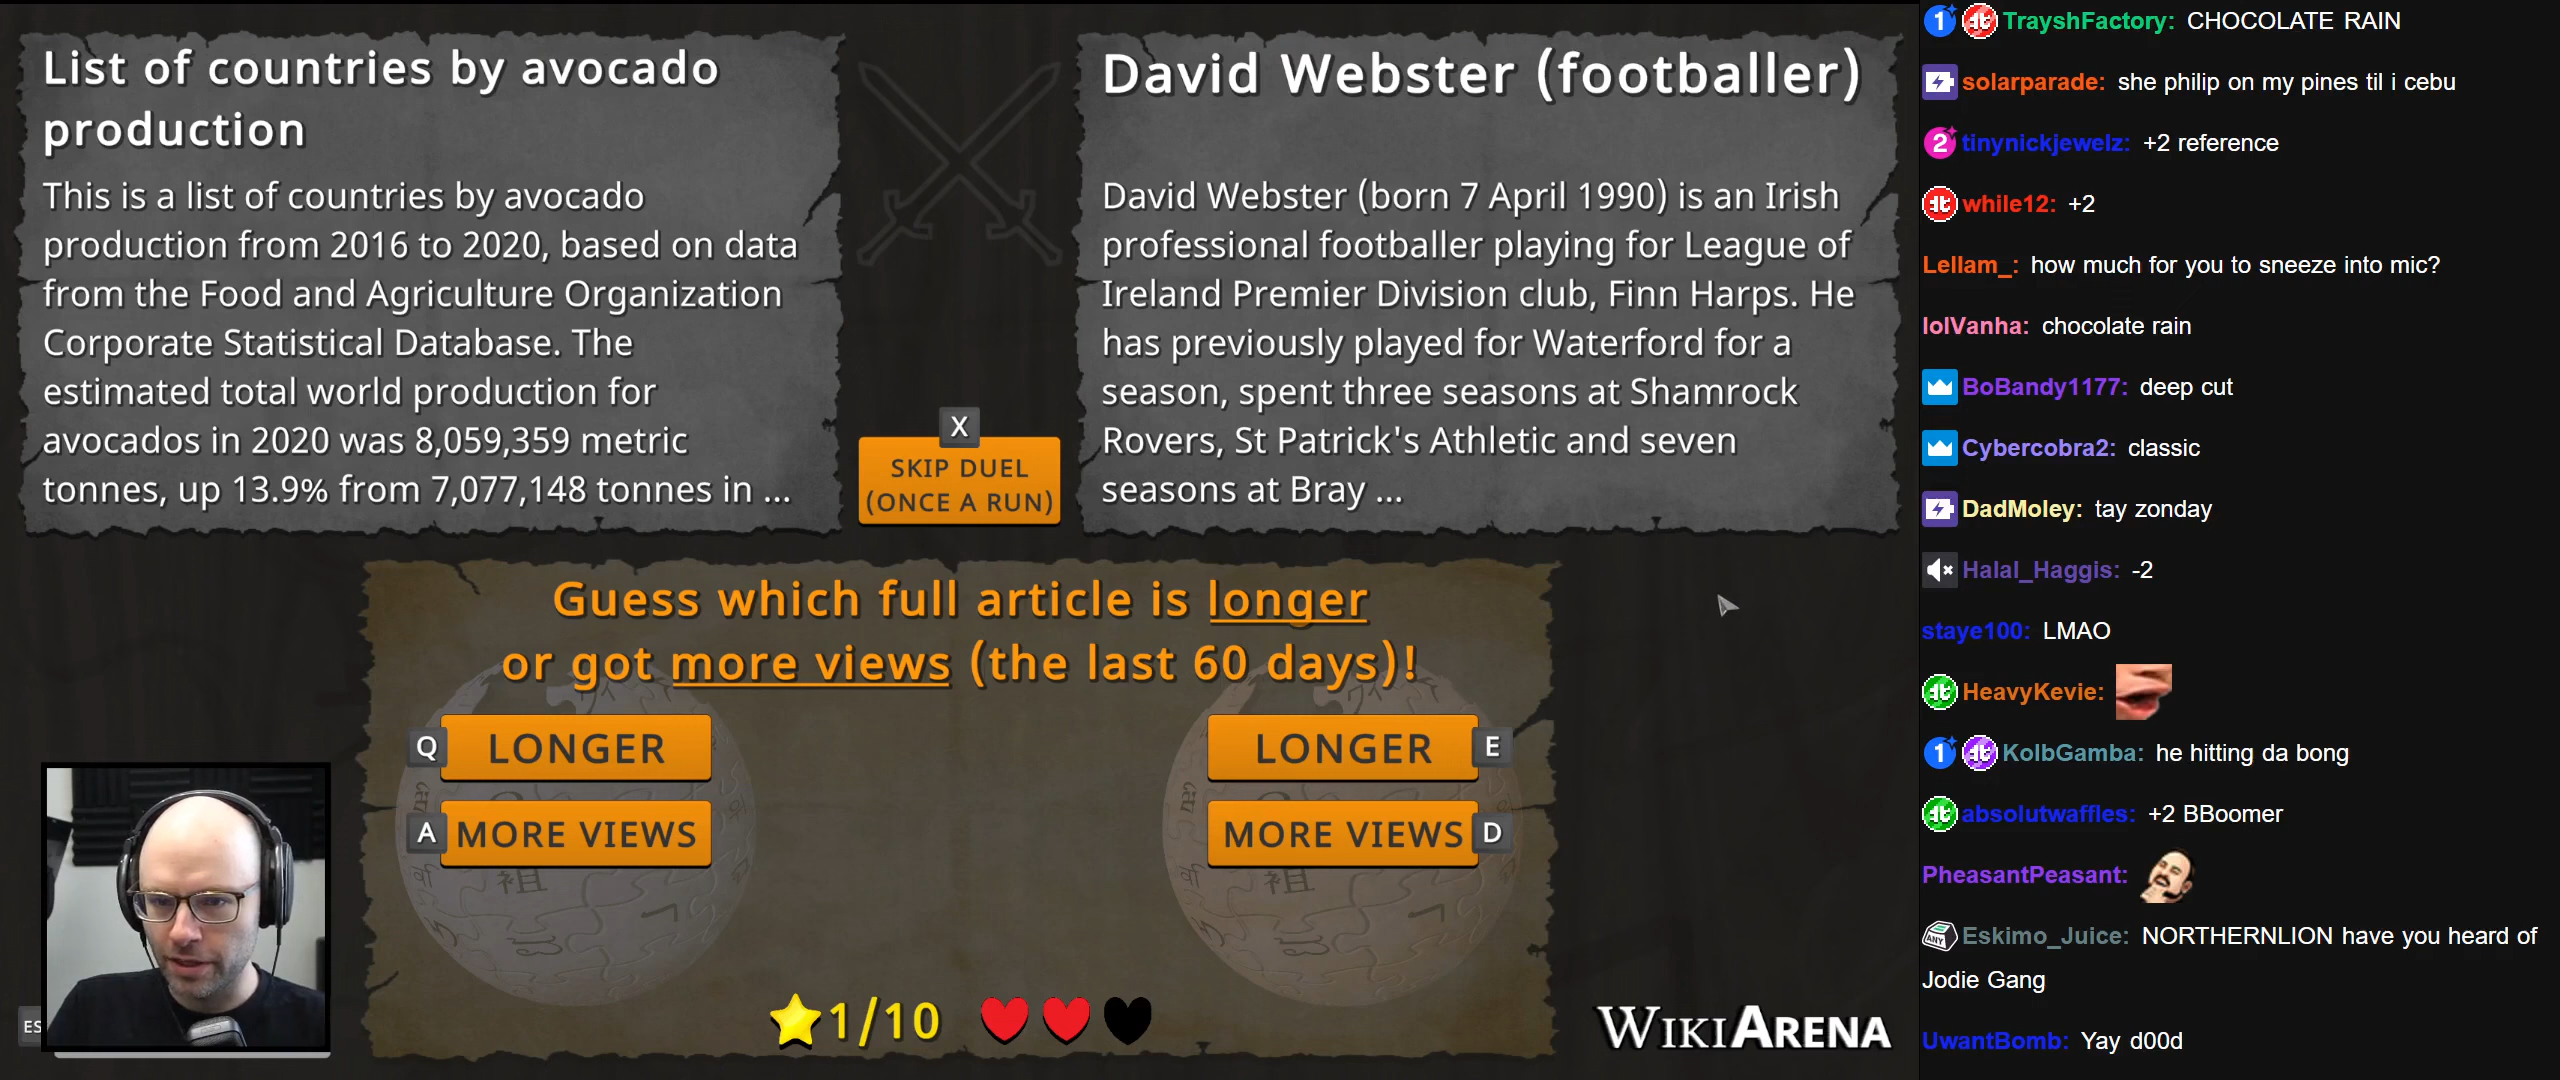 List of countries by avocado
production
This is a list of countries by avocado
production from 2016 to 2020, based on data
from the Food and Agriculture Organization
Corporate Statistical Database. The
estimated total world production for
avocados in 2020 was 8,059,359 metric
tonnes, up 13.9% from 7,077,148 tonnes in ...
X
SKIP DUEL
(ONCE A RUN)
David Webster (footballer)
David Webster (born 7 April 1990) is an Irish
professional footballer playing for League of
Ireland Premier Division club, Finn Harps. He
has previously played for Waterford for a
season, spent three seasons at Shamrock
Rovers, St Patrick's Athletic and seven
seasons at Bray ...
Guess which full article is longer
or got more views (the last 60 days)!
Q LONGER
A MORE VIEWS
LONGER E
MORE VIEWS D
祖
祖
1/10
ES
WIKIARENA
1 TrayshFactory: CHOCOLATE RAIN
solarparade: she philip on my pines til i cebu
2 tinynickjewelz: +2 reference
while12: +2
Lellam_: how much for you to sneeze into mic?
lolVanha: chocolate rain
BoBandy1177: deep cut
Cybercobra2: classic
DadMoley: tay zonday
Halal_Haggis: -2
staye100: LMAO
HeavyKevie:
1 KolbGamba: he hitting da bong
absolutwaffles: +2 BBoomer
PheasantPeasant:
ANY Eskimo_Juice: NORTHERNLION have you heard of
Jodie Gang
UwantBomb: Yay d00d